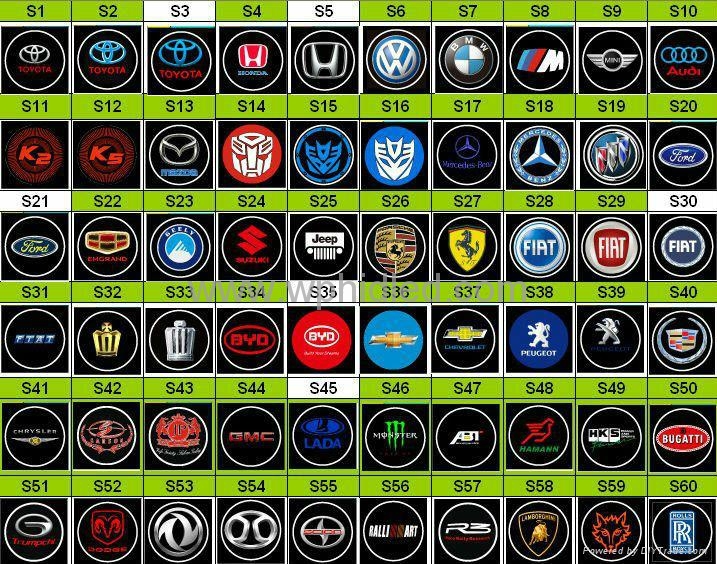 S1 S2 S3 S4 S5 S6 S7 S8 S9 S10
TOYOTA TOYOTA TOYOTA HONDA BMW M MINI Audi
S11 S12 S13 S14 S15 S16 S17 S18 S19 S20
K2 K5 mazda Mercedes-Benz MERCEDES BENZ Ford
S21 S22 S23 S24 S25 S26 S27 S28 S29 S30
Ford EMGRAND GEELY SUZUKI Jeep FIAT FIAT FIAT
www.wphidled.com
S31 S32 S33 S34 S35 S36 S37 S38 S39 S40
FIAT BYD BYD CHEVROLET PEUGEOT PEUGEOT
Build Your Dreams
S41 S42 S43 S44 S45 S46 S47 S48 S49 S50
CHRYSLER GMC LADA MONSTER ABT HAMANN HKS BUGATTI
S51 S52 S53 S54 S55 S56 S57 S58 S59 S60
Trumpchi DODGE RALLI ART R3 LAMBORGHINI ROLLS RR ROYCE
Powered by DIYTrade.com